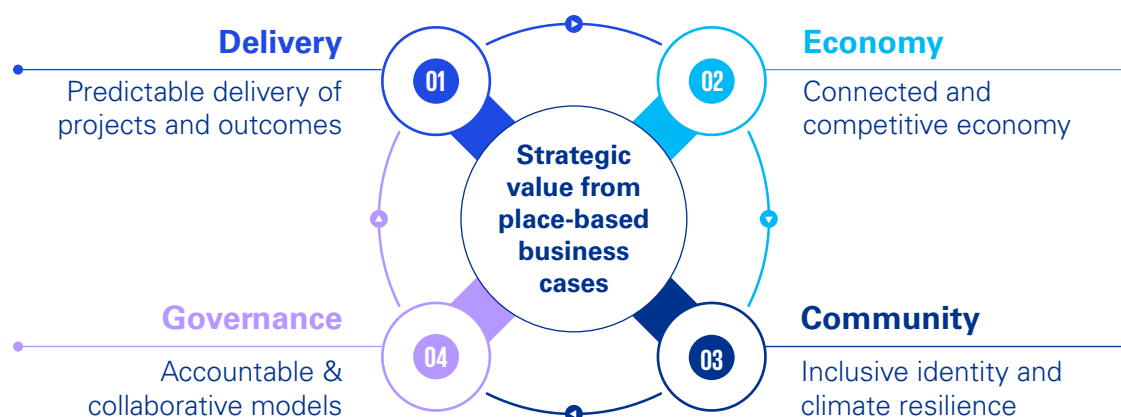 Delivery
01
Predictable delivery of
projects and outcomes
02
Economy
Connected and
competitive economy
Strategic
value from
place-based
business
cases
Governance
04
Accountable &
collaborative models
03
Community
Inclusive identity and
climate resilience